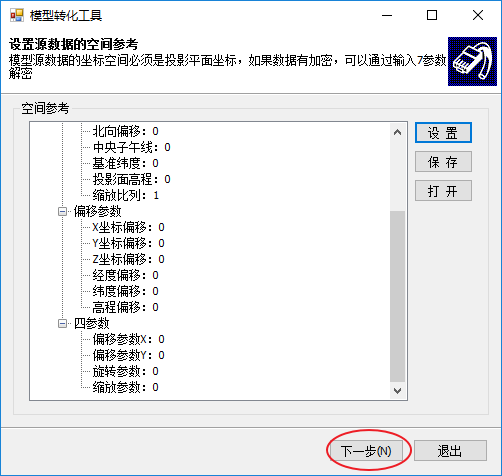 模型转化工具
设置源数据的空间参考
模型源数据的坐标空间必须是投影平面坐标，如果数据有加密，可以通过输入7参数
解密
空间参考
北向偏移：0
中央子午线：0
基准纬度：0
投影面高程：0
缩放比列：1
偏移参数
X坐标偏移：0
Y坐标偏移：0
Z坐标偏移：0
经度偏移：0
纬度偏移：0
高程偏移：0
四参数
偏移参数X：0
偏移参数Y：0
旋转参数：0
缩放参数：0
设 置
保 存
打 开
下一步(N)
退出